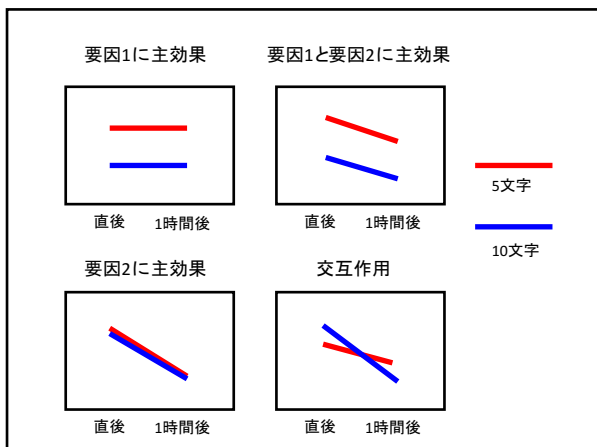 要因1に主効果
要因1と要因2に主効果
直後 1時間後
直後 1時間後
5文字
10文字
要因2に主効果
交互作用
直後 1時間後
直後 1時間後